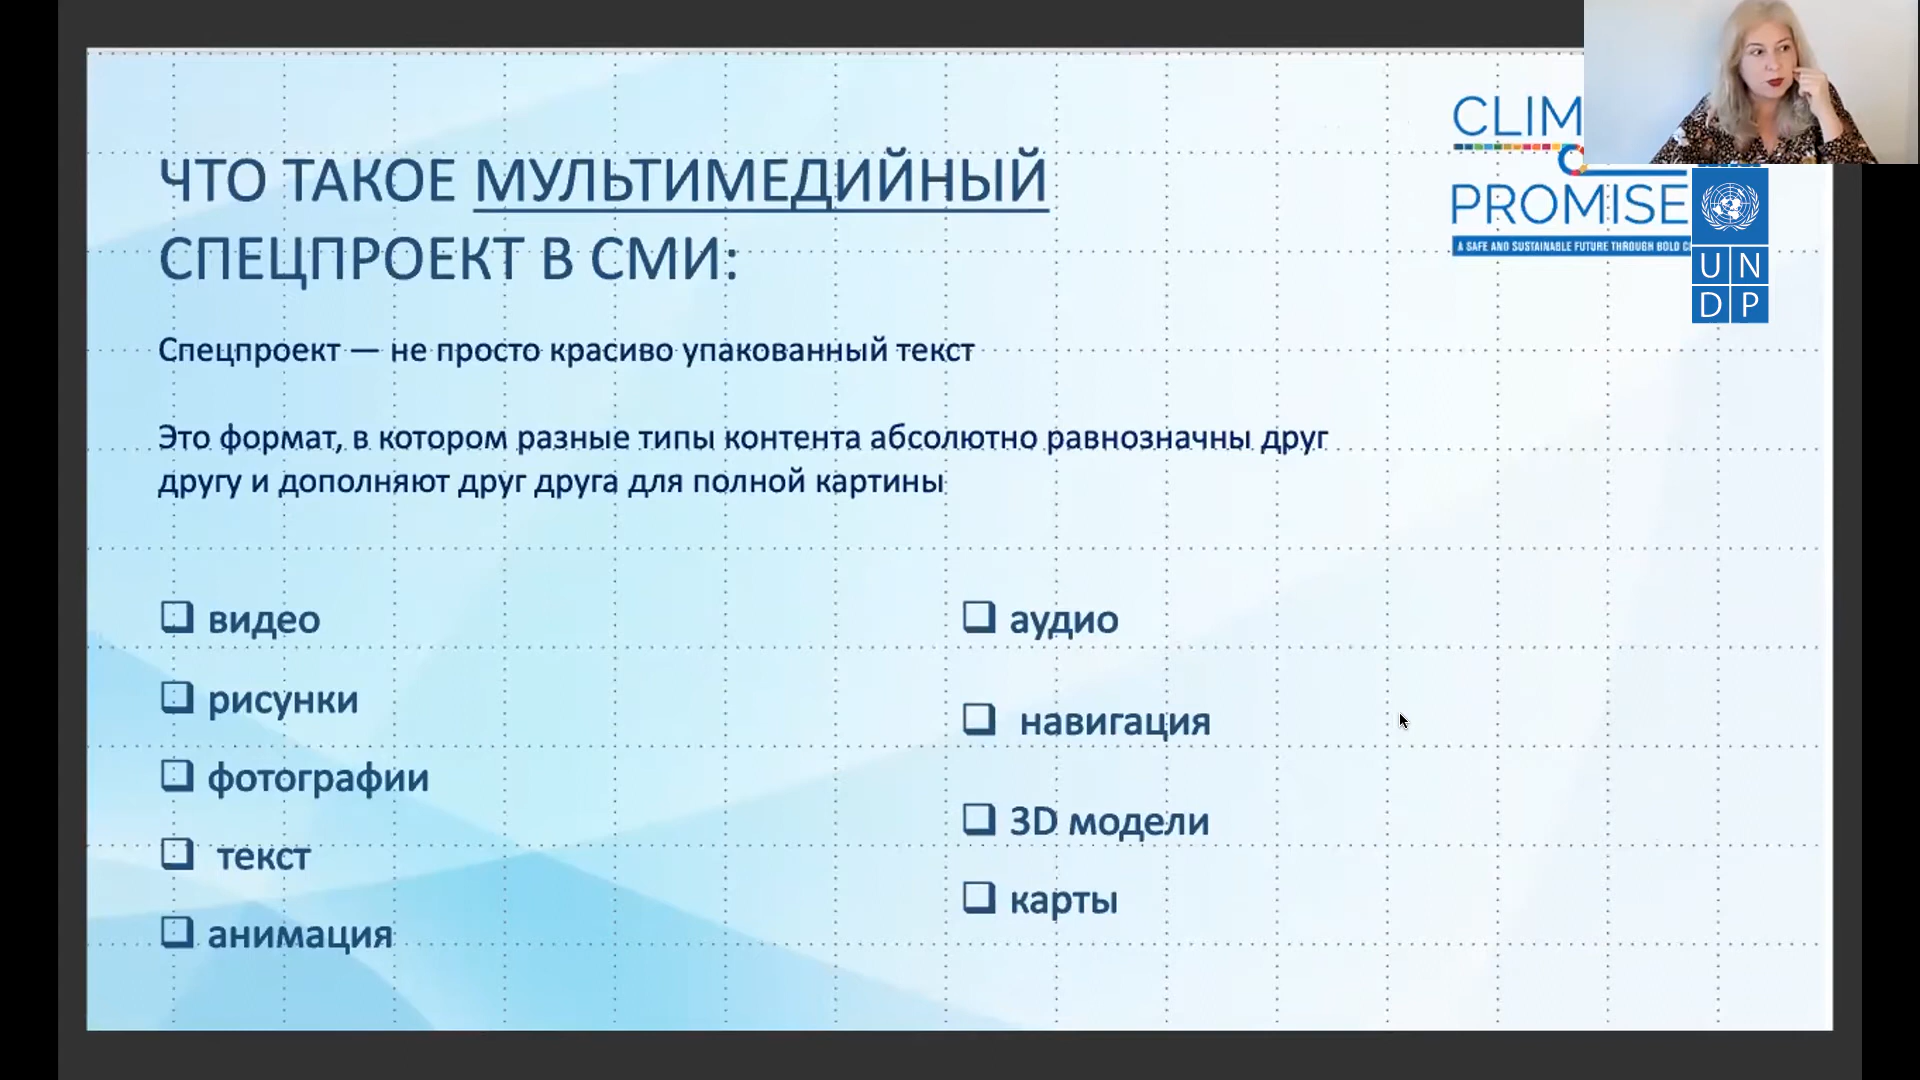 ЧТО ТАКОЕ МУЛЬТИМЕДИЙНЫЙ
СПЕЦПРОЕКТ В СМИ:
Спецпроект — не просто красиво упакованный текст
Это формат, в котором разные типы контента абсолютно равнозначны друг
другу и дополняют друг друга для полной картины
видео
рисунки
фотографии
текст
анимация
аудио
навигация
3D модели
карты
CLIM
PROMISE
A SAFE AND SUSTAINABLE FUTURE THROUGH BOLD
U N
D P